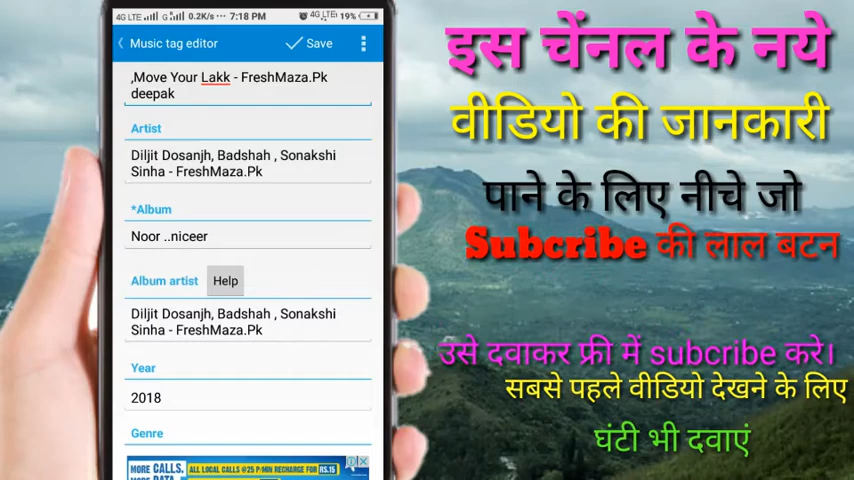 4G LTE G 0.2K/s ··· 7:18 PM 4G LTE 19%
Music tag editor Save
,Move Your Lakk - FreshMaza.Pk
deepak
Artist
Diljit Dosanjh, Badshah , Sonakshi
Sinha - FreshMaza.Pk
*Album
Noor ..niceer
Album artist Help
Diljit Dosanjh, Badshah , Sonakshi
Sinha - FreshMaza.Pk
Year
2018
Genre
MORE CALLS, ALL LOCAL CALLS @25 P/MIN RECHARGE FOR RS.15
MORE DATA
इस चेंनल के नये
वीडियो की जानकारी
पाने के लिए नीचे जो
Subcribe की लाल बटन
उसे दवाकर फ्री में subcribe करे।
सबसे पहले वीडियो देखने के लिए
घंटी भी दवाएं